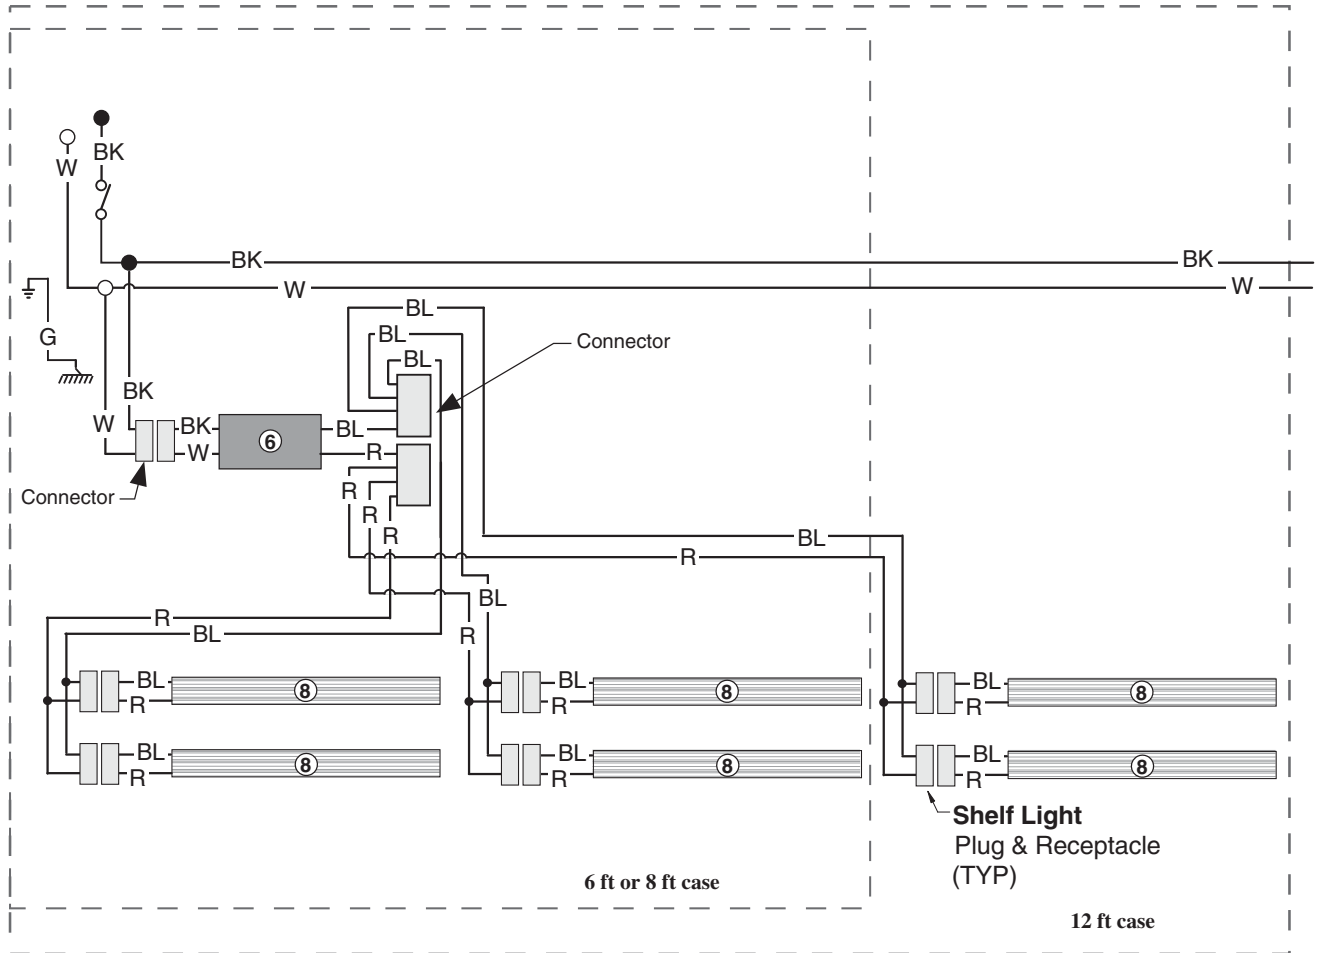 BK
W
BK
BK
W
W
BL
BL
Connector
BL
G
BK
W
BK
BL
6
W
R
Connector
R
R
R
BL
R
BL
R
R
BL
BL
8
R
BL
8
R
BL
8
R
BL
8
R
BL
8
R
BL
8
R
Shelf Light
Plug & Receptacle
(TYP)
6 ft or 8 ft case
12 ft case